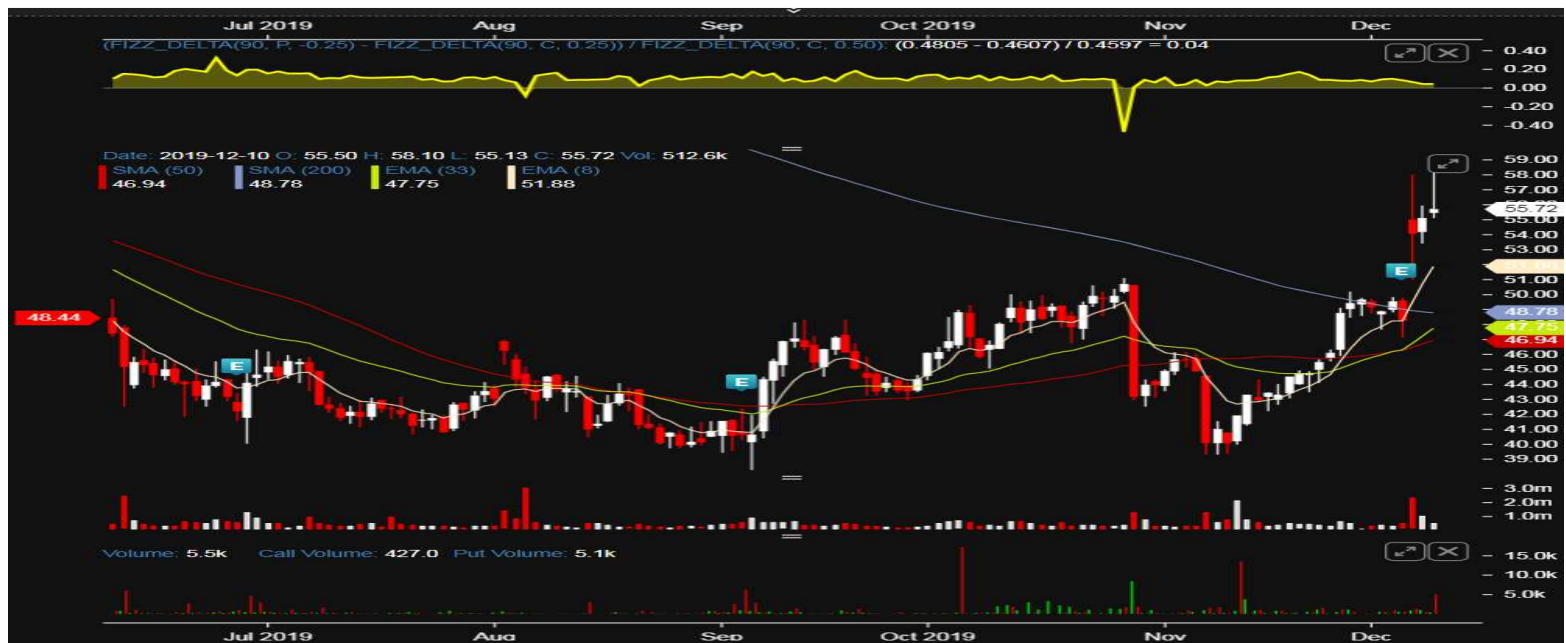 Jul 2019 Aug Sep Oct 2019 Nov Dec
(FIZZ_DELTA(90, P, -0.25) - FIZZ_DELTA(90, C, 0.25)) / FIZZ_DELTA(90, C, 0.50): (0.4805 - 0.4607) / 0.4597 = 0.04
0.40
0.20
0.00
-0.20
-0.40
Date: 2019-12-10 O: 55.50 H: 58.10 L: 55.13 C: 55.72 Vol: 512.6k
SMA (50) SMA (200) EMA (33) EMA (8)
46.94 48.78 47.75 51.88
59.00
58.00
57.00
55.72
55.00
54.00
53.00
E
51.00
50.00
48.44
48.78
47.75
46.94
46.00
E
45.00
E
44.00
43.00
42.00
41.00
40.00
39.00
3.0m
2.0m
1.0m
Volume: 5.5k Call Volume: 427.0 Put Volume: 5.1k
15.0k
10.0k
5.0k
Jul 2019 Aug Sep Oct 2019 Nov Dec